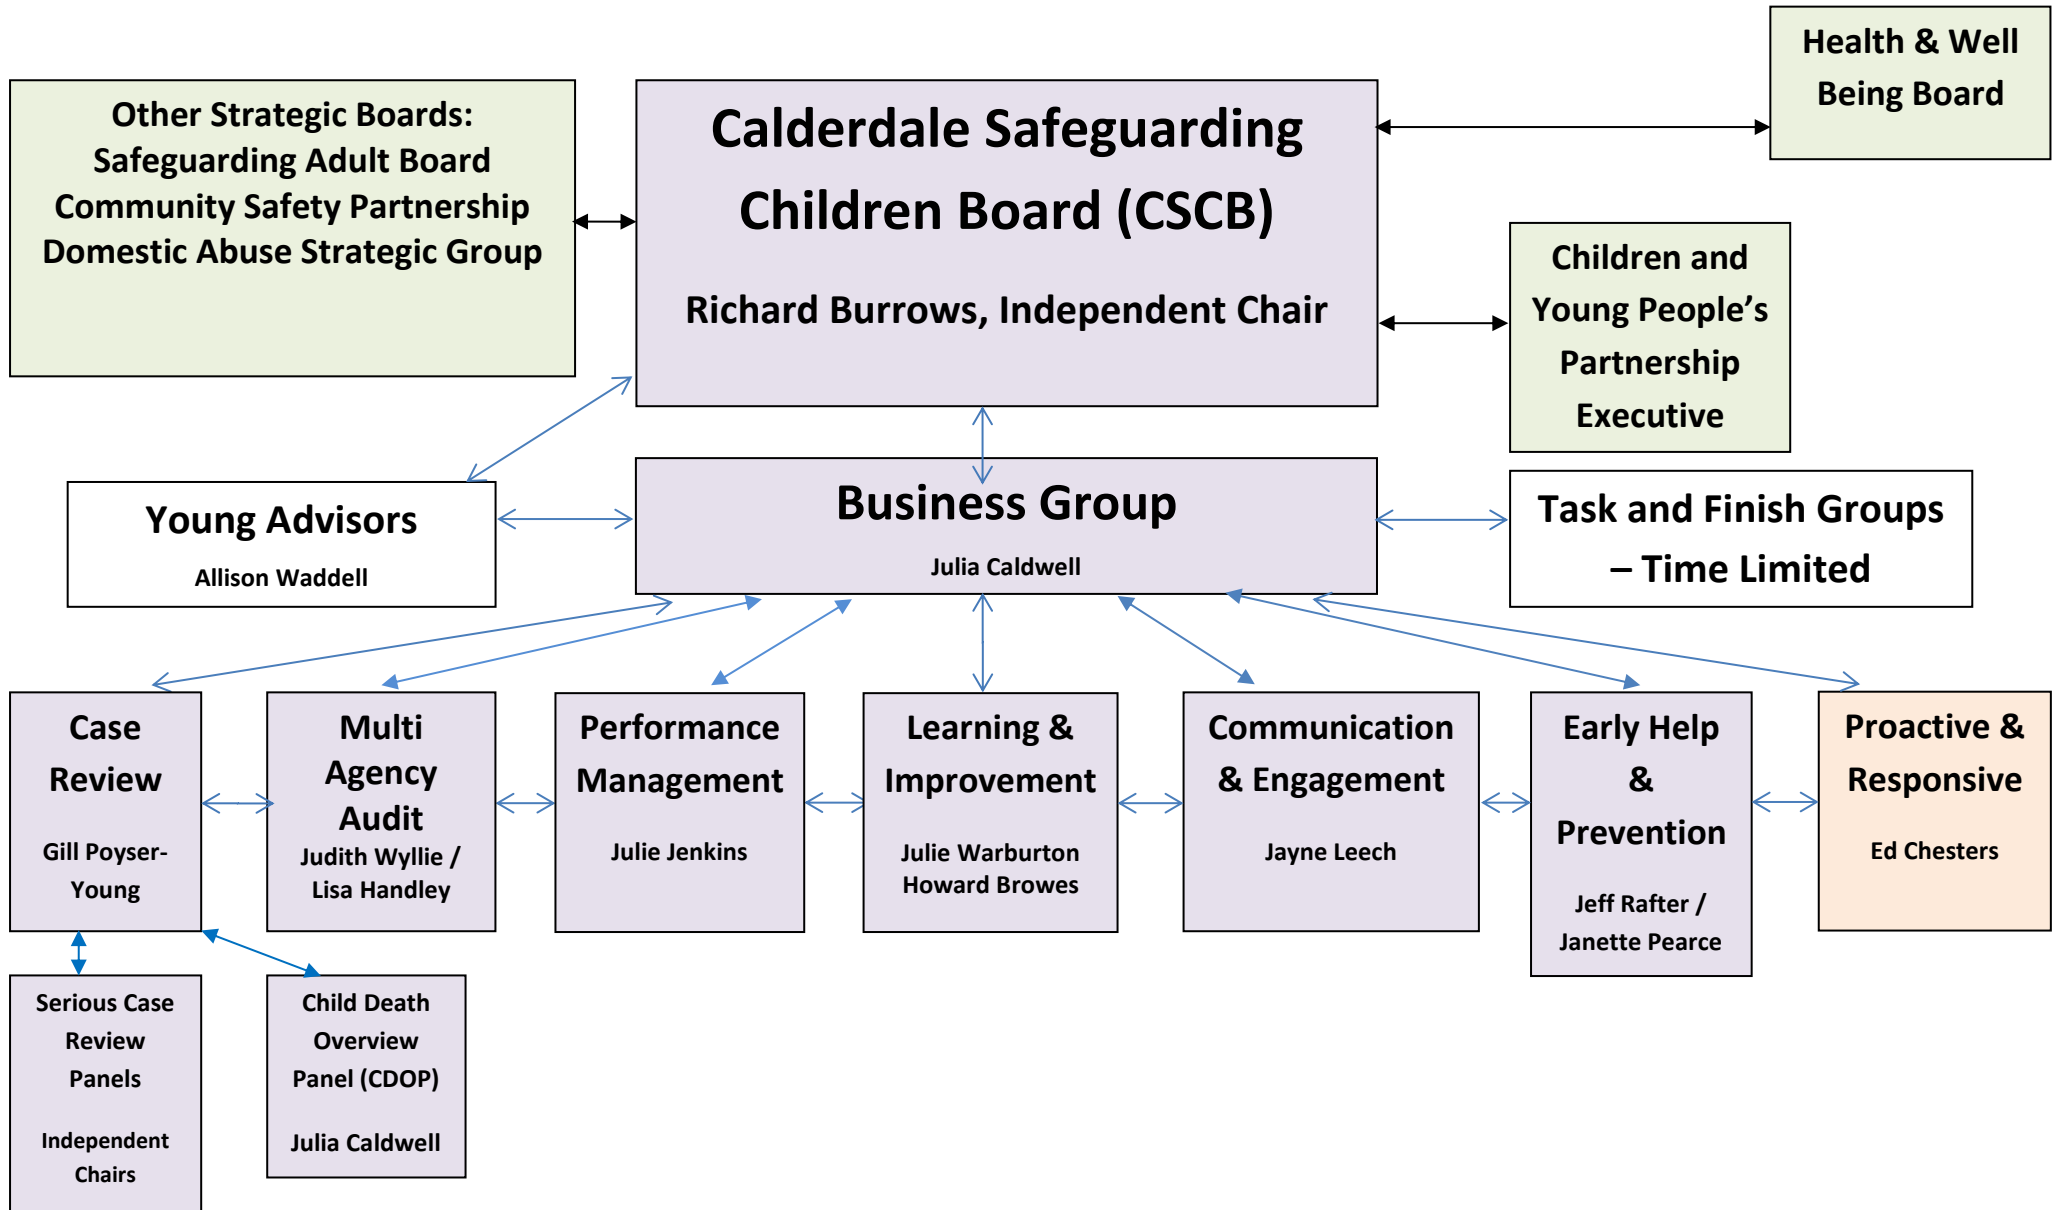 Health & Well
Being Board
Other Strategic Boards:
Safeguarding Adult Board
Community Safety Partnership
Domestic Abuse Strategic Group
Calderdale Safeguarding
Children Board (CSCB)
Richard Burrows, Independent Chair
Children and
Young People’s
Partnership
Executive
Young Advisors
Allison Waddell
Business Group
Julia Caldwell
Task and Finish Groups
– Time Limited
Case
Review
Gill Poyser-
Young
Multi
Agency
Audit
Judith Wyllie /
Lisa Handley
Performance
Management
Julie Jenkins
Learning &
Improvement
Julie Warburton
Howard Browes
Communication
& Engagement
Jayne Leech
Early Help
&
Prevention
Jeff Rafter /
Janette Pearce
Proactive &
Responsive
Ed Chesters
Serious Case
Review
Panels
Independent
Chairs
Child Death
Overview
Panel (CDOP)
Julia Caldwell